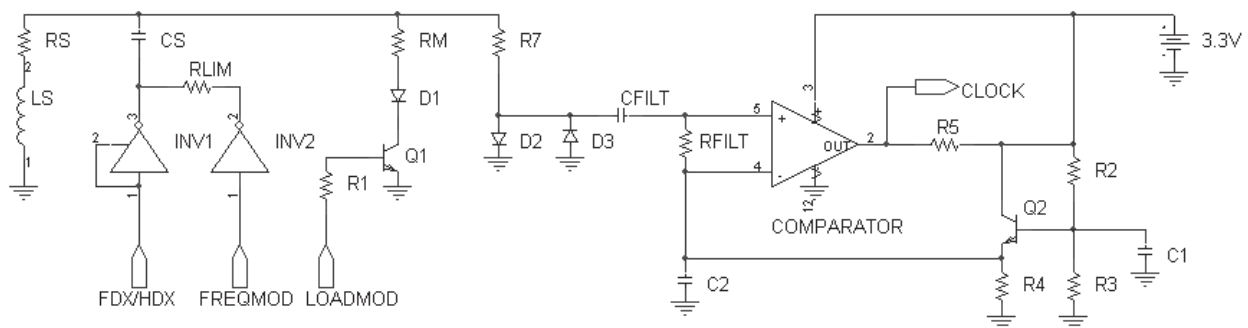 RS
CS
RM
R7
3.3V
2
3
RLIM
LS
D1
CFILT
CLOCK
3
2
5
+
V+
2
R5
2
INV1
INV2
D2
D3
RFILT
OUT
Q1
4
-
V-
R2
1
R1
12
Q2
1
1
COMPARATOR
C1
C2
R4
R3
FDX/HDX
FREQMOD
LOADMOD